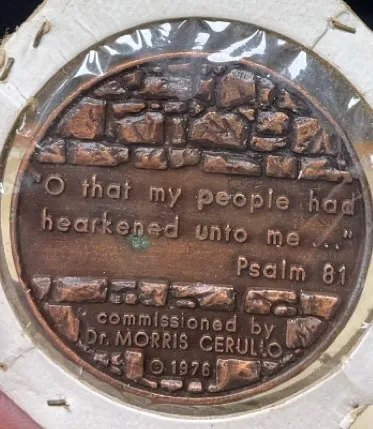 "O that my people had
hearkened unto me ..."
Psalm 81
commissioned by
Dr. MORRIS CERULLO
© 1976